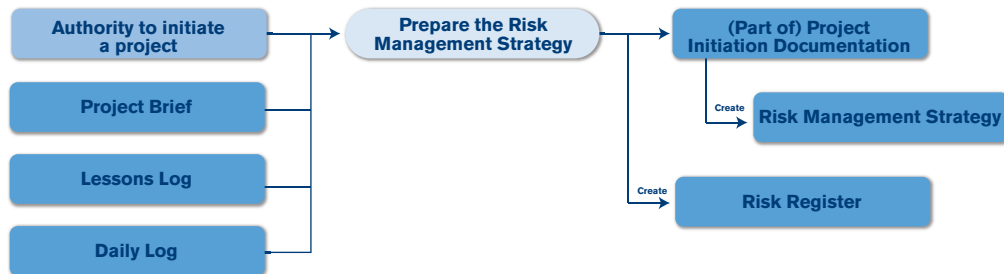 Authority to initiate
a project
Prepare the Risk
Management Strategy
(Part of) Project
Initiation Documentation
Project Brief
Create
Risk Management Strategy
Lessons Log
Create
Risk Register
Daily Log